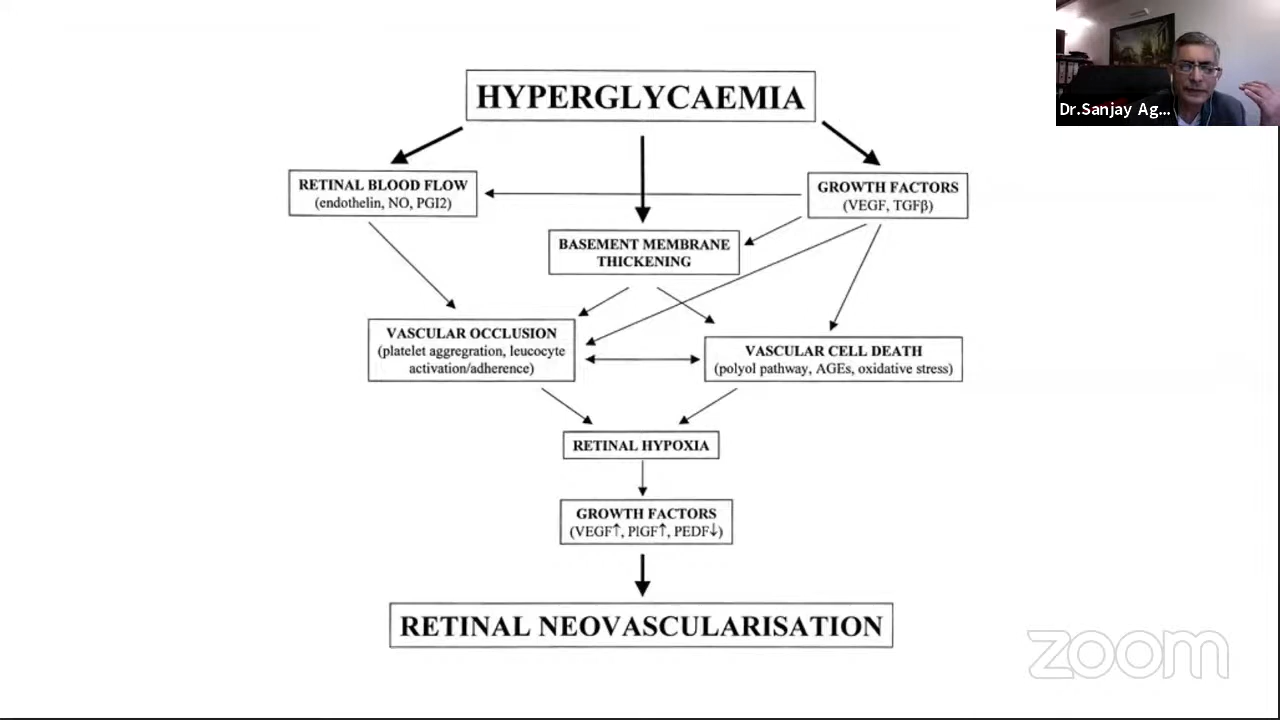 HYPERGLYCAEMIA
Dr.Sanjay Ag...
RETINAL BLOOD FLOW
(endothelin, NO, PGI2)
GROWTH FACTORS
(VEGF, TGFβ)
BASEMENT MEMBRANE
THICKENING
VASCULAR OCCLUSION
(platelet aggregration, leucocyte
activation/adherence)
VASCULAR CELL DEATH
(polyol pathway, AGEs, oxidative stress)
RETINAL HYPOXIA
GROWTH FACTORS
(VEGF↑, PlGF↑, PEDF↓)
RETINAL NEOVASCULARISATION
zoom